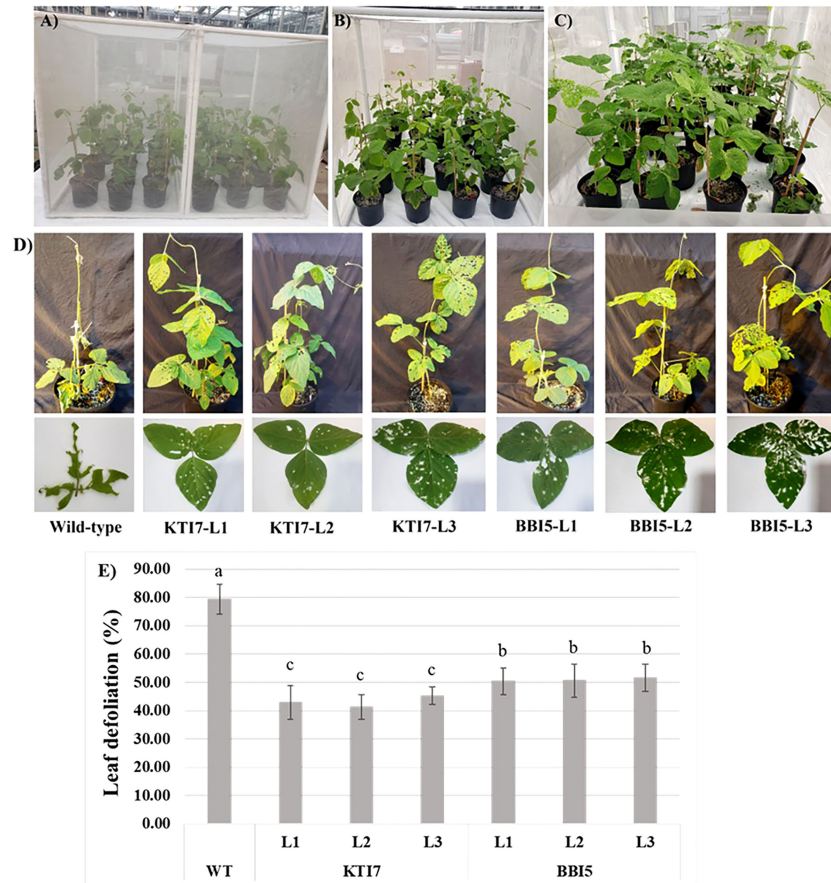 A)
B)
C)
D)
Wild-type KTI7-L1 KTI7-L2 KTI7-L3 BBI5-L1 BBI5-L2 BBI5-L3
E)
Leaf defoliation (%)
90.00
80.00
70.00
60.00
50.00
40.00
30.00
20.00
10.00
0.00
a
c c c b b b
L1 L2 L3 L1 L2 L3
WT KTI7 BBI5